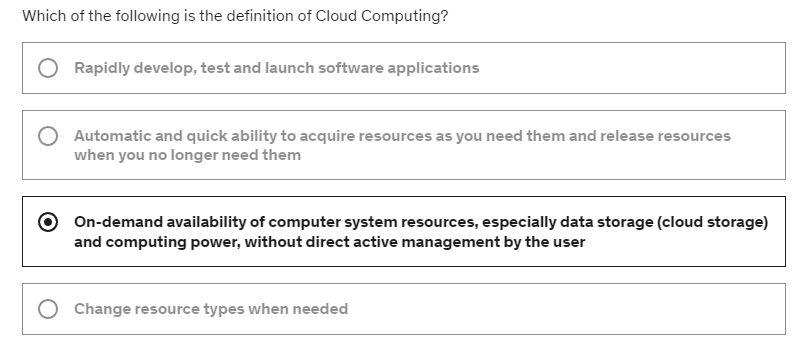 Which of the following is the definition of Cloud Computing?
Rapidly develop, test and launch software applications
Automatic and quick ability to acquire resources as you need them and release resources
when you no longer need them
On-demand availability of computer system resources, especially data storage (cloud storage)
and computing power, without direct active management by the user
Change resource types when needed